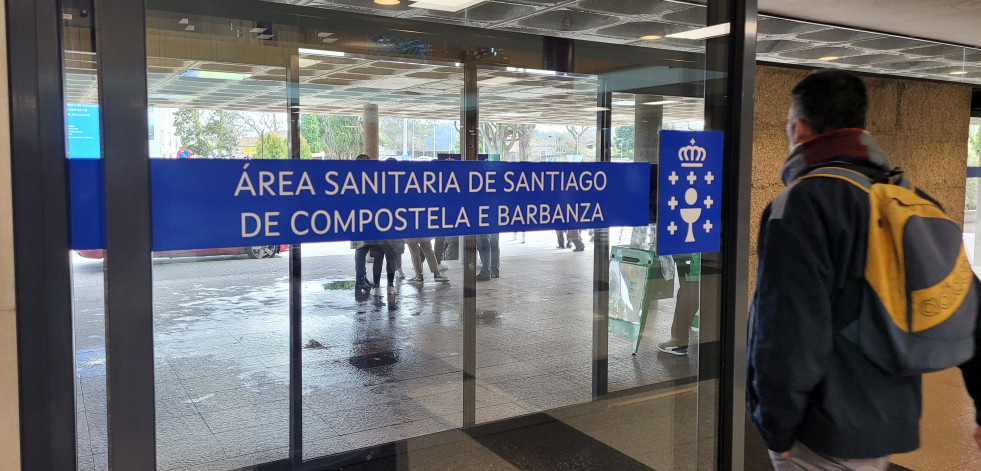 ÁREA SANITARIA DE SANTIAGO
DE COMPOSTELA E BARBANZA